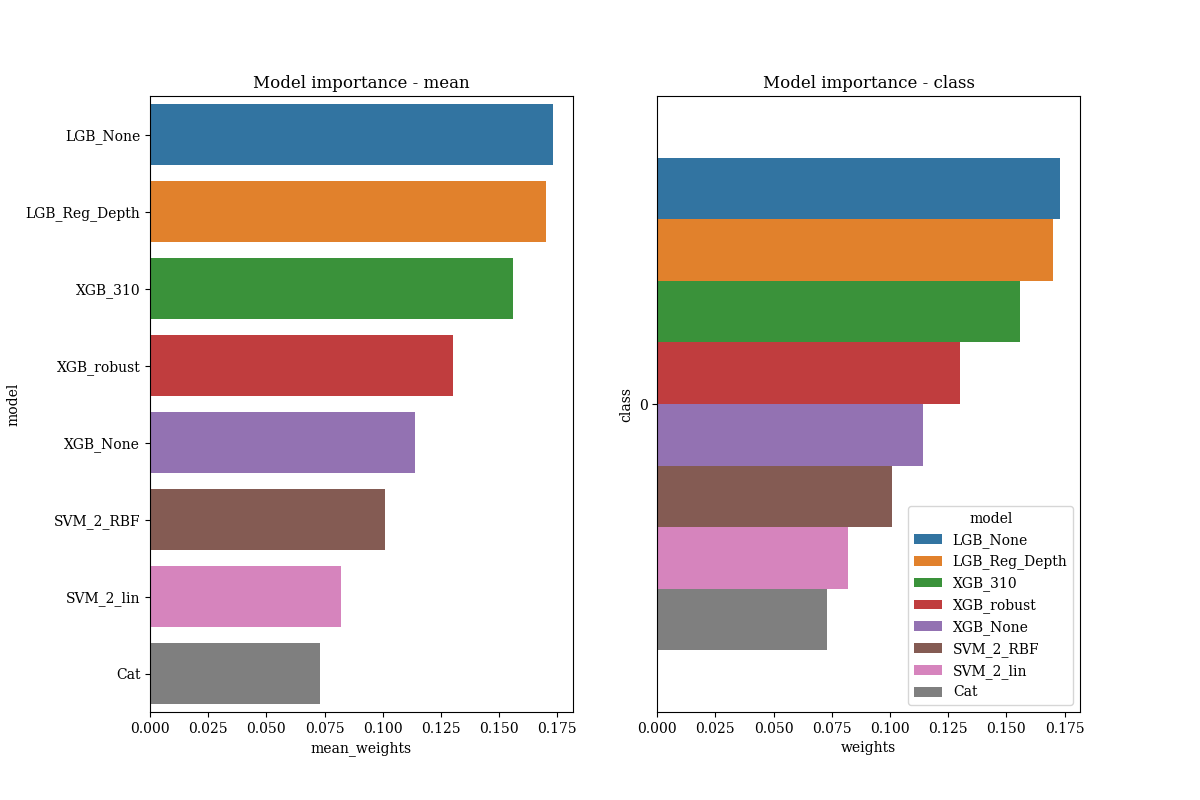 Model importance - mean
model
LGB_None
LGB_Reg_Depth
XGB_310
XGB_robust
XGB_None
SVM_2_RBF
SVM_2_lin
Cat
0.000 0.025 0.050 0.075 0.100 0.125 0.150 0.175
mean_weights
Model importance - class
class
0
model
LGB_None
LGB_Reg_Depth
XGB_310
XGB_robust
XGB_None
SVM_2_RBF
SVM_2_lin
Cat
0.000 0.025 0.050 0.075 0.100 0.125 0.150 0.175
weights